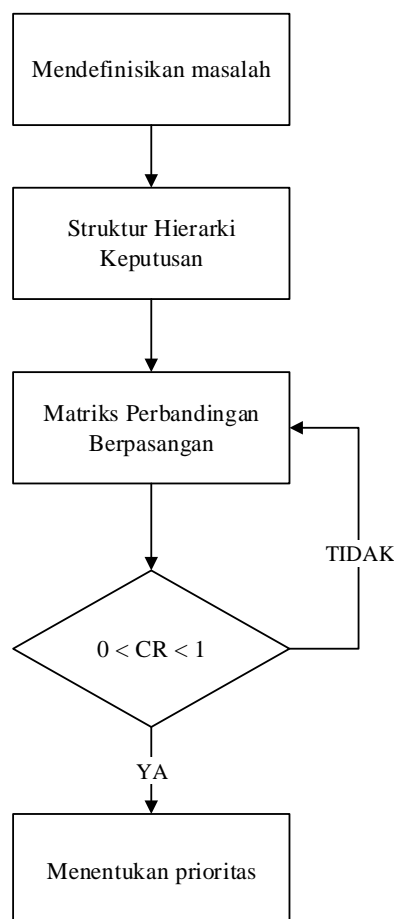 Mendefinisikan masalah
Struktur Hierarki
Keputusan
Matriks Perbandingan
Berpasangan
TIDAK
0 < CR < 1
YA
Menentukan prioritas